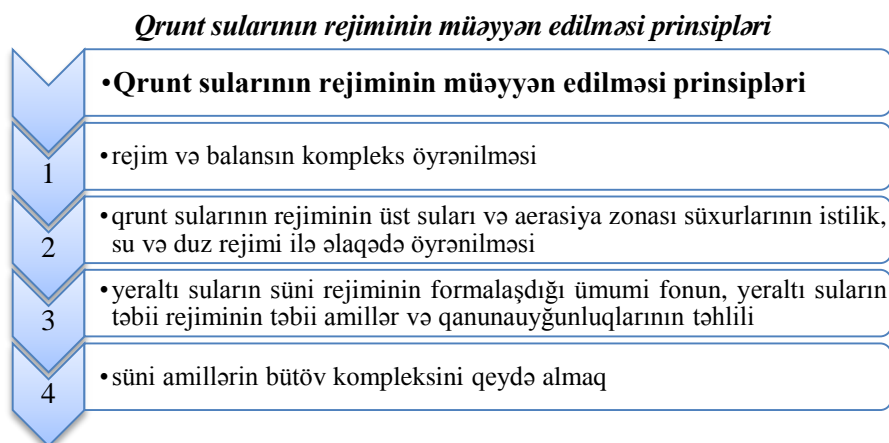 Qrunt sularının rejiminin müəyyən edilməsi prinsipləri
•Qrunt sularının rejiminin müəyyən edilməsi prinsipləri
1
•rejim və balansın kompleks öyrənilməsi
2
•qrunt sularının rejiminin üst suları və aerasiya zonası süxurlarının istilik,
su və duz rejimi ilə əlaqədə öyrənilməsi
3
•yeraltı suların süni rejiminin formalaşdığı ümumi fonun, yeraltı suların
təbii rejiminin təbii amillər və qanunauyğunluqlarının təhlili
4
•süni amillərin bütöv kompleksini qeydə almaq